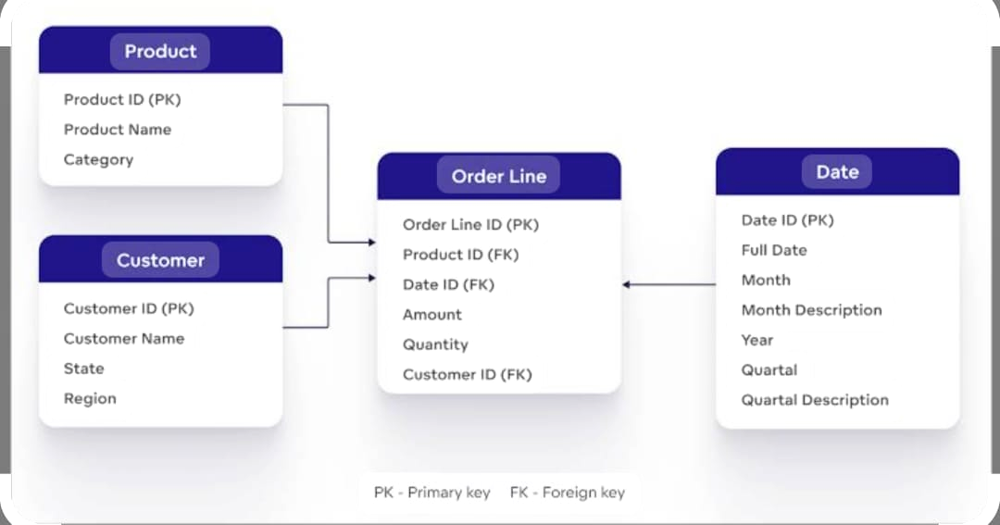 Product
Product ID (PK)
Product Name
Category
Customer
Customer ID (PK)
Customer Name
State
Region
Order Line
Order Line ID (PK)
Product ID (FK)
Date ID (FK)
Amount
Quantity
Customer ID (FK)
Date
Date ID (PK)
Full Date
Month
Month Description
Year
Quartal
Quartal Description
PK - Primary key FK - Foreign key